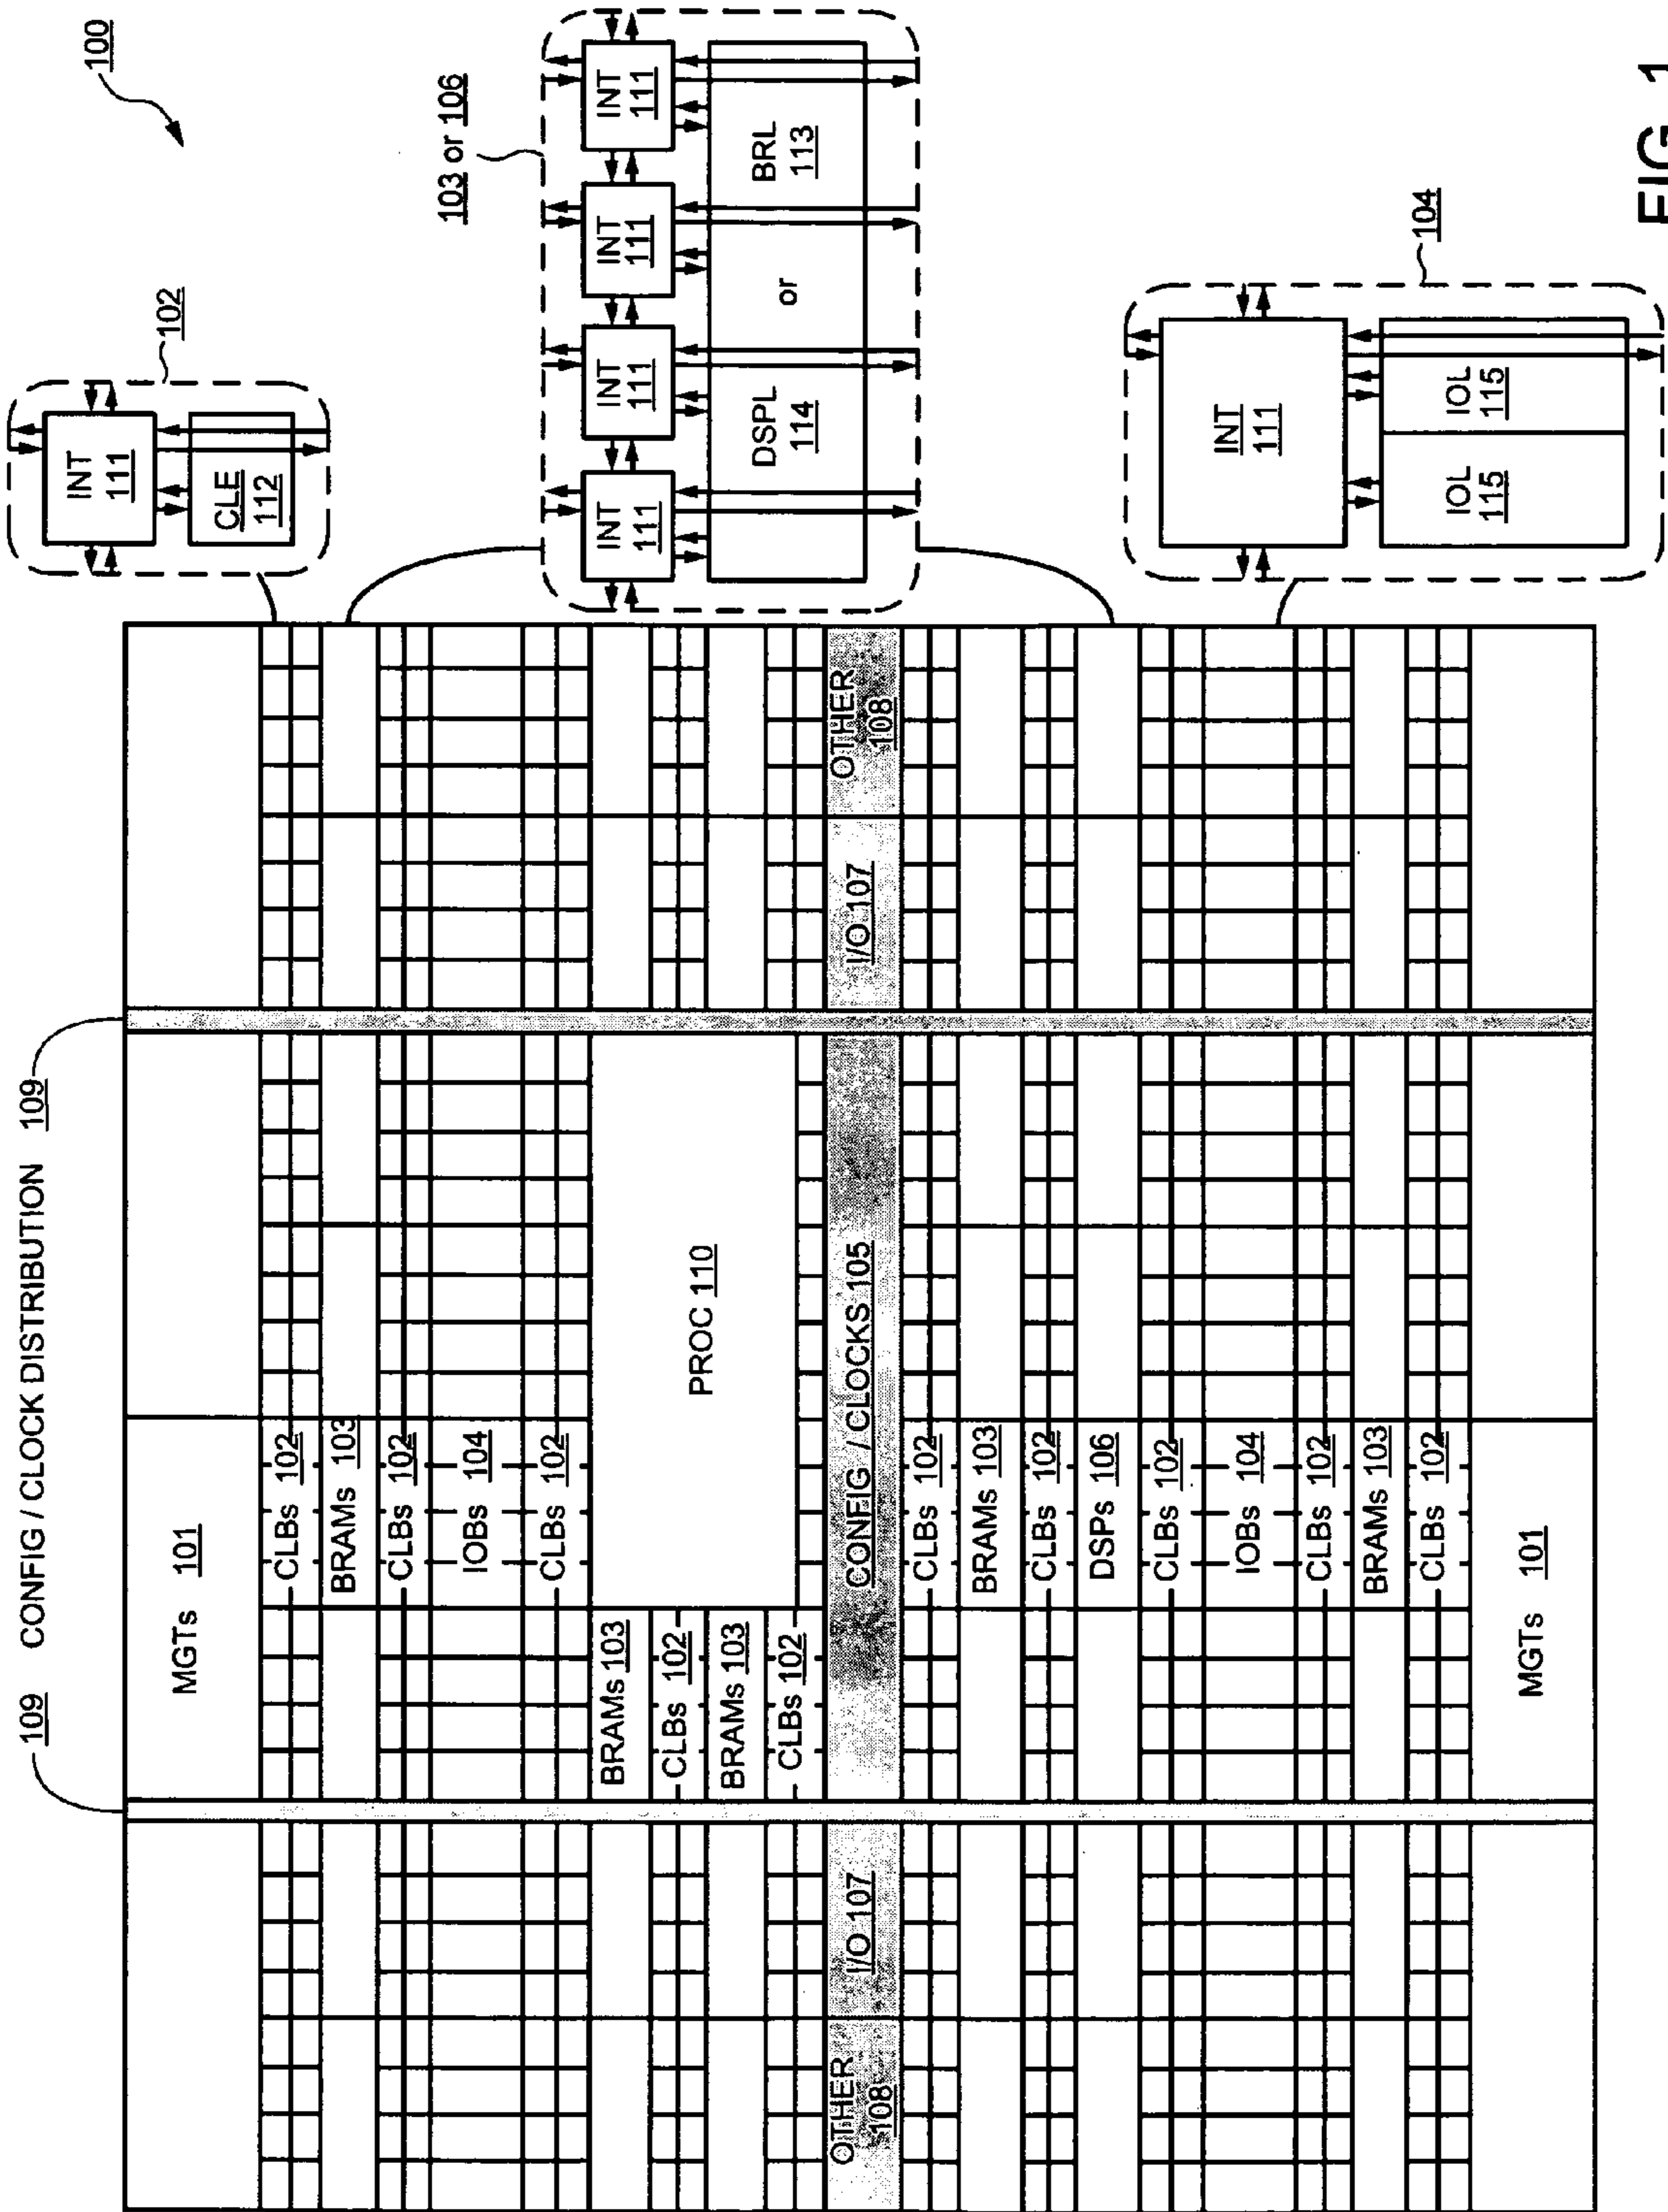 109 CONFIG / CLOCK DISTRIBUTION 109
100
MGTs 101
CLBs 102
BRAMs 103
CLBs 102
IOBs 104
CLBs 102
BRAMs 103
CLBs 102
BRAMs 103
CLBs 102
PROC 110
OTHER
108
I/O 107
CONFIG / CLOCKS 105
I/O 107
OTHER
108
CLBs 102
BRAMs 103
CLBs 102
DSPs 106
CLBs 102
IOBs 104
CLBs 102
BRAMs 103
CLBs 102
MGTs 101
102
INT
111
CLE
112
103 or 106
INT
111
INT
111
INT
111
INT
111
DSPL
114
or
BRL
113
104
INT
111
IOL
115
IOL
115
FIG. 1